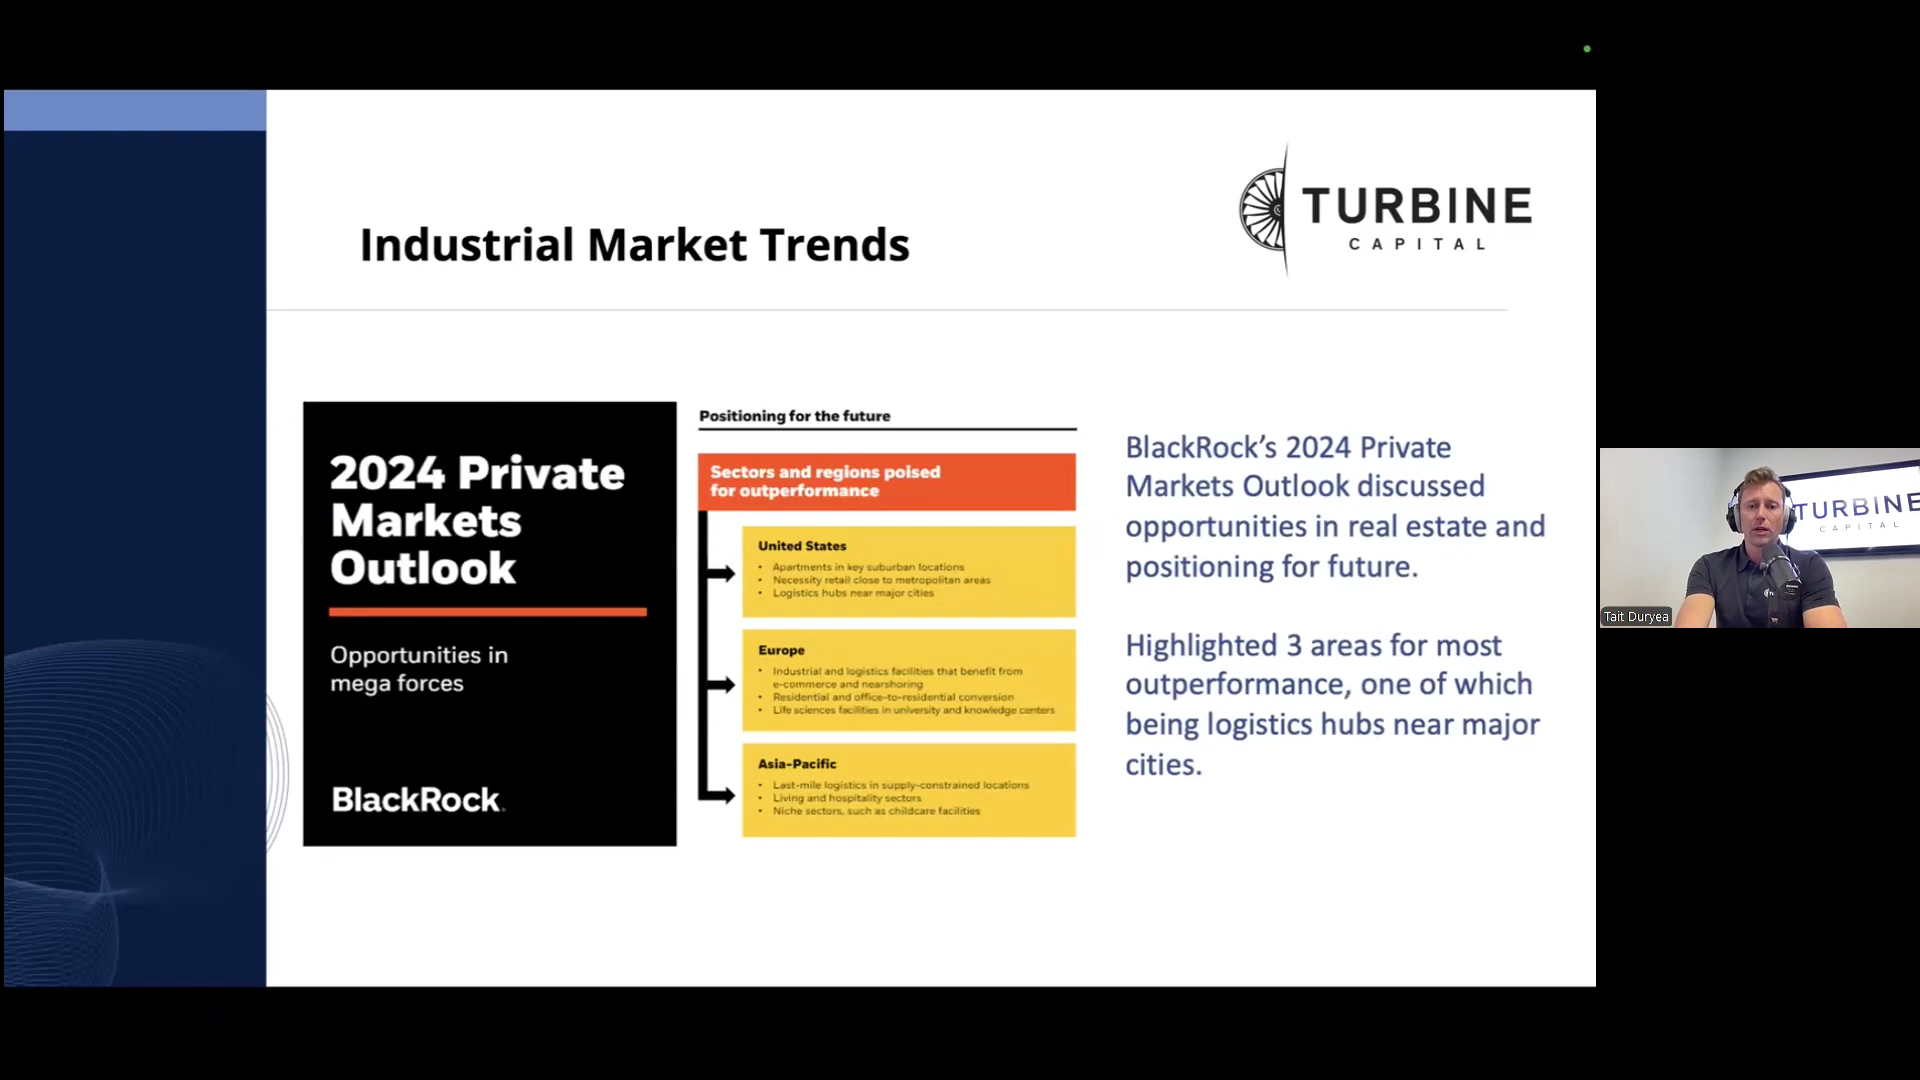 TURBINE
CAPITAL
Industrial Market Trends
2024 Private
Markets
Outlook
Opportunities in
mega forces
BlackRock
Positioning for the future
Sectors and regions poised
for outperformance
United States
• Apartments in key suburban locations
• Necessity retail close to metropolitan areas
• Logistics hubs near major cities
Europe
• Industrial and logistics facilities that benefit from
e-commerce and nearshoring
• Residential and office-to-residential conversion
• Life sciences facilities in university and knowledge centers
Asia-Pacific
• Last-mile logistics in supply-constrained locations
• Living and hospitality sectors
• Niche sectors, such as childcare facilities
BlackRock’s 2024 Private
Markets Outlook discussed
opportunities in real estate and
positioning for future.
Highlighted 3 areas for most
outperformance, one of which
being logistics hubs near major
cities.
TURBINE
CAPITAL
Tait Duryea